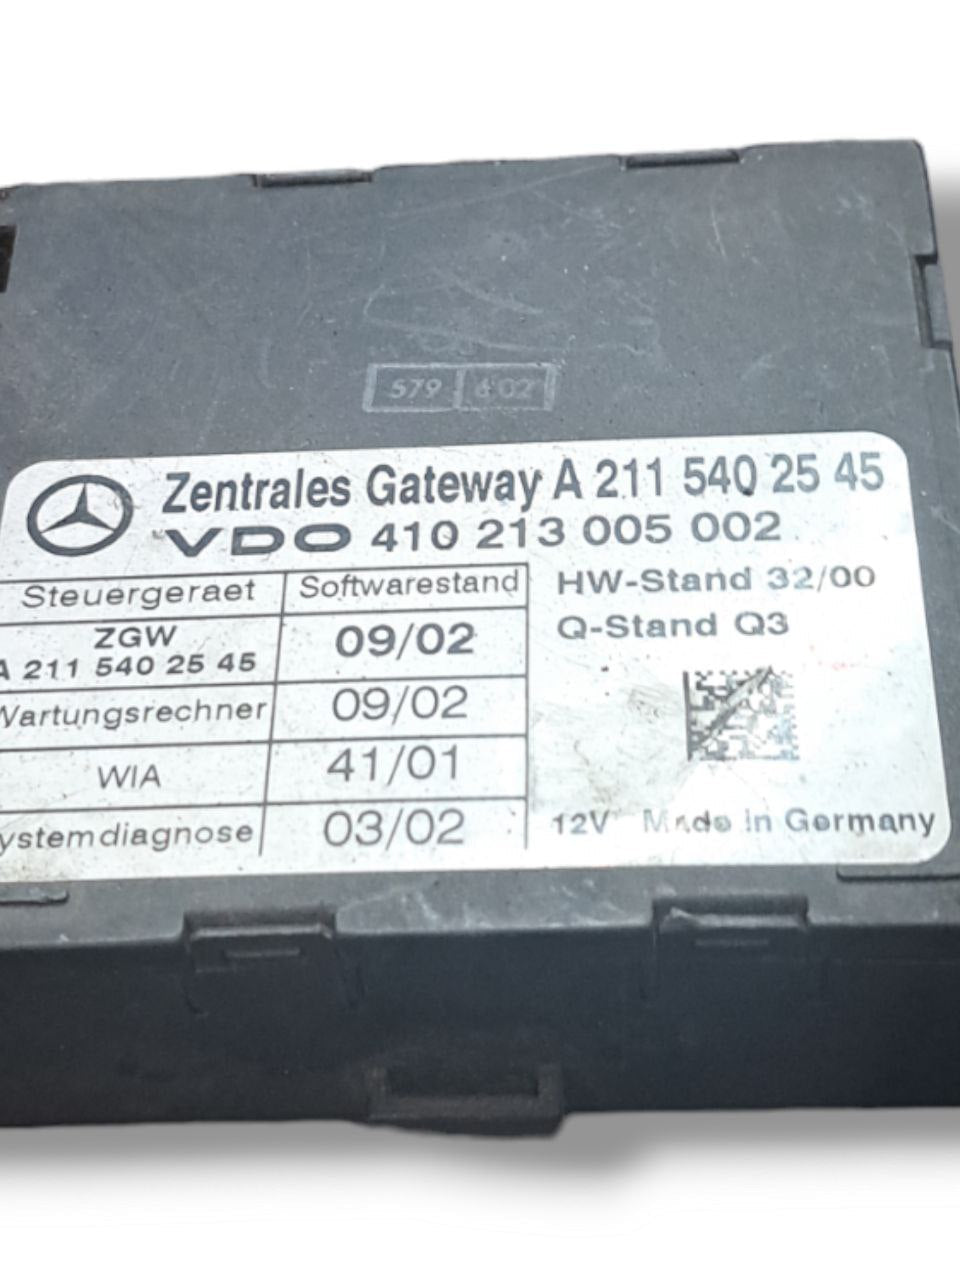 579 602
Zentrales Gateway A 211 540 25 45
VDO 410 213 005 002
Steuergeraet Softwarestand
HW-Stand 32/00
ZGW 09/02
A 211 540 25 45
Q-Stand Q3
Wartungsrechner 09/02
WIA 41/01
ystemdiagnose 03/02
12V Made in Germany